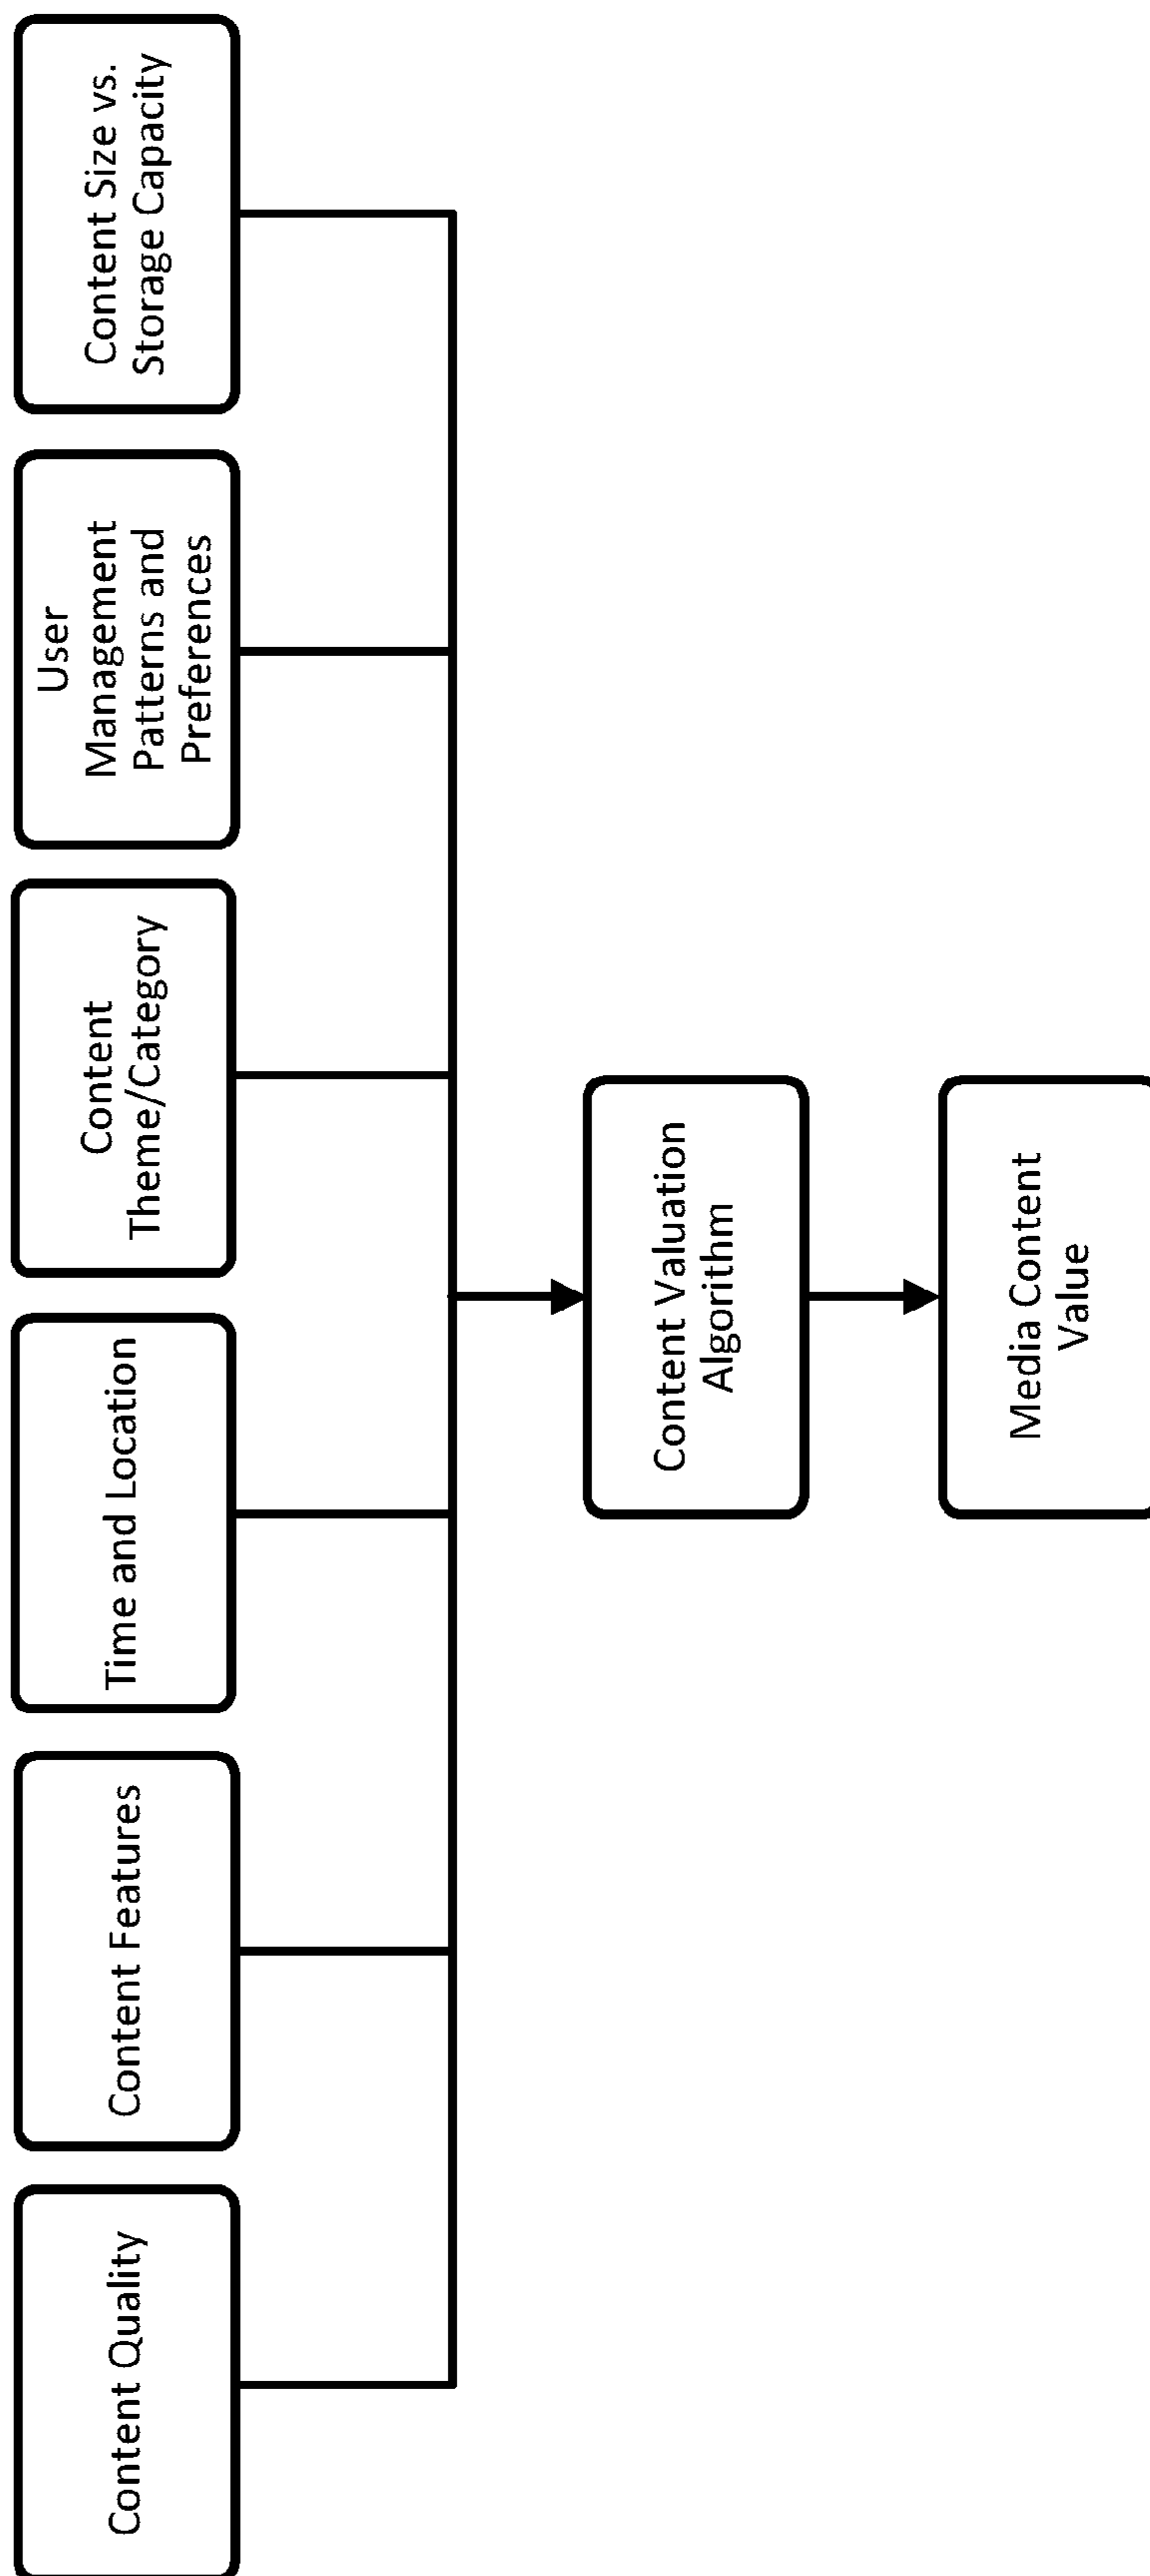 Content Quality
Content Features
Time and Location
Content
Theme/Category
User
Management
Patterns and
Preferences
Content Size vs.
Storage Capacity
Content Valuation
Algorithm
Media Content
Value